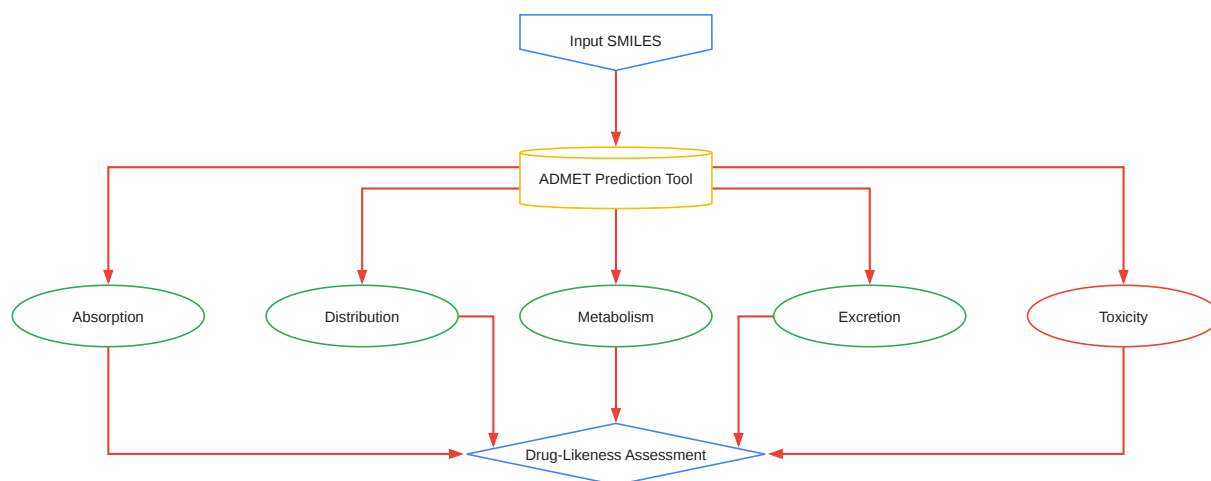 Input SMILES
ADMET Prediction Tool
Absorption
Distribution
Metabolism
Excretion
Toxicity
Drug-Likeness Assessment